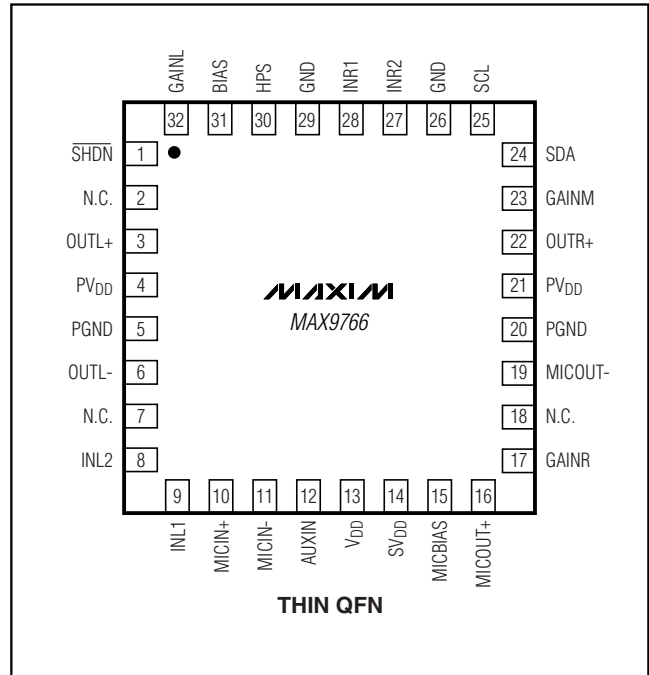 GAINL
BIAS
HPS
GND
INR1
INR2
GND
SCL
32
31
30
29
28
27
26
25
SHDN 1
N.C. 2
OUTL+ 3
PVDD 4
PGND 5
OUTL- 6
N.C. 7
INL2 8
24 SDA
23 GAINM
22 OUTR+
21 PVDD
20 PGND
19 MICOUT-
18 N.C.
17 GAINR
MAXIM
MAX9766
9
10
11
12
13
14
15
16
INL1
MICIN+
MICIN-
AUXIN
VDD
SVDD
MICBIAS
MICOUT+
THIN QFN